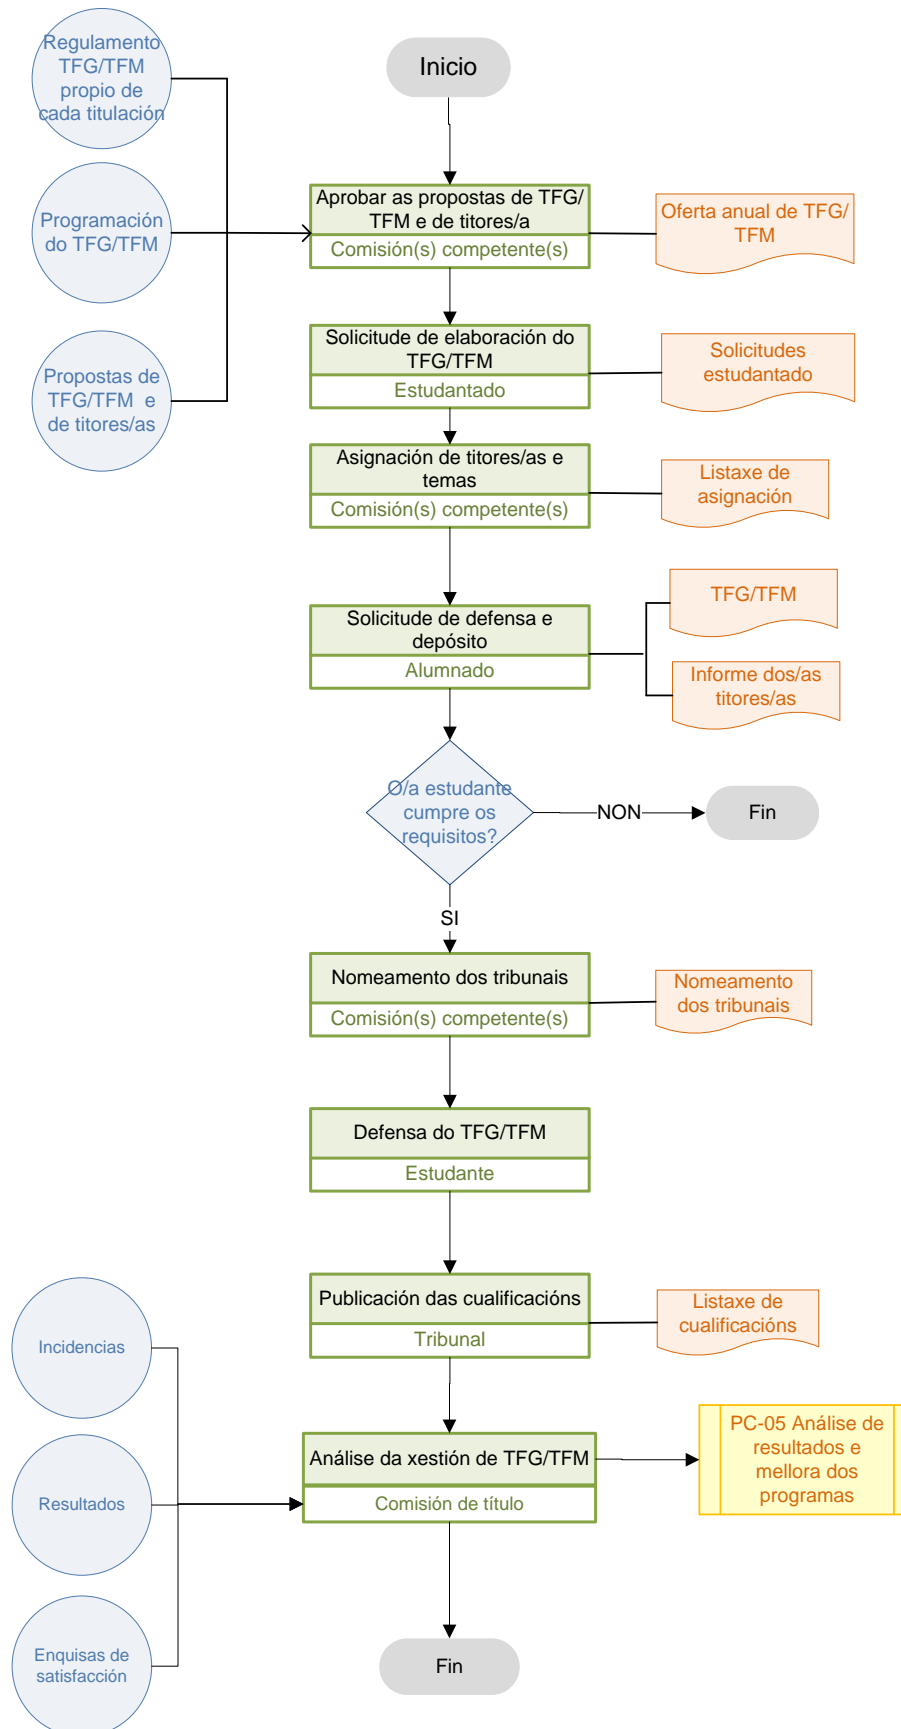 Regulamento
TFG/TFM
propio de
cada titulación
Inicio
Aprobar as propostas de TFG/
TFM e de titores/a
Comisión(s) competente(s)
Oferta anual de TFG/
TFM
Programación
do TFG/TFM
Solicitude de elaboración do
TFG/TFM
Estudantado
Solicitudes
estudantado
Propostas de
TFG/TFM e
de titores/as
Asignación de titores/as e
temas
Comisión(s) competente(s)
Listaxe de
asignación
Solicitude de defensa e
depósito
Alumnado
TFG/TFM
Informe dos/as
titores/as
O/a estudante
cumpre os
requisitos?
NON
Fin
SI
Nomeamento dos tribunais
Comisión(s) competente(s)
Nomeamento
dos tribunais
Defensa do TFG/TFM
Estudante
Publicación das cualificacións
Tribunal
Listaxe de
cualificacións
Incidencias
Análise da xestión de TFG/TFM
Comisión de título
PC-05 Análise de
resultados e
mellora dos
programas
Resultados
Enquisas de
satisfacción
Fin